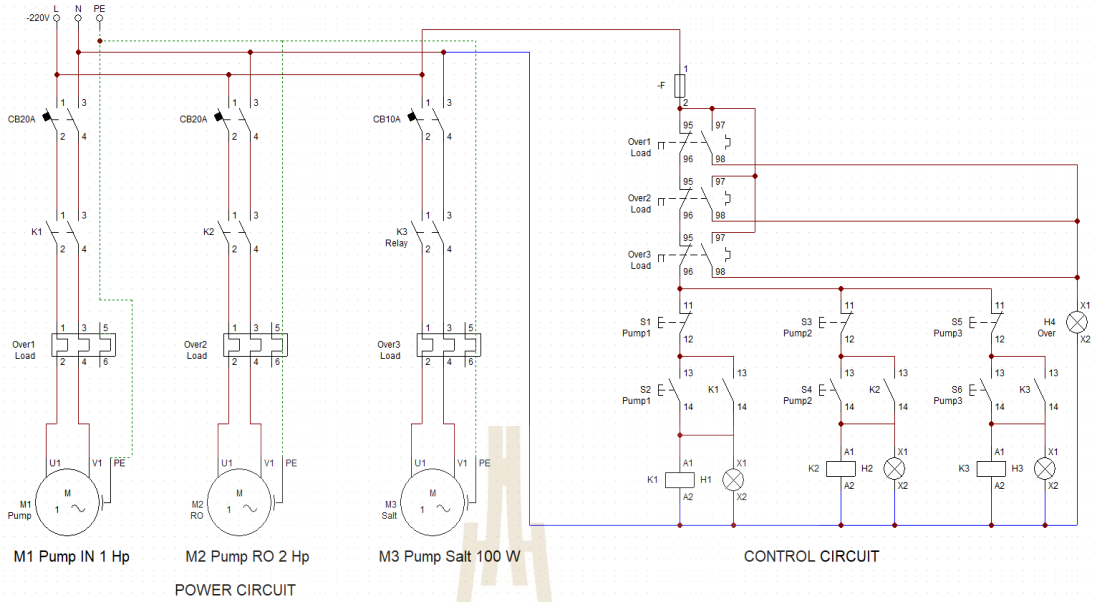 L N PE
-220V
1 3 1 3 1 3
CB20A CB20A CB10A
2 4 2 4 2 4
1 3 1 3 1 3
K1 K2 K3
Relay
2 4 2 4 2 4
1 3 5 1 3 5 1 3 5
Over1 Over2 Over3
Load Load Load
2 4 6 2 4 6 2 4 6
U1 V1 PE U1 V1 PE U1 V1 PE
M M M
M1 1 M2 1 M3 1
Pump RO Salt
M1 Pump IN 1 Hp M2 Pump RO 2 Hp M3 Pump Salt 100 W
POWER CIRCUIT
1
-F
2
95 97
Over1
Load
96 98
95 97
Over2
Load
96 98
95 97
Over3
Load
96 98
11 11 11 X1
S1 S3 S5 H4
Pump1 Pump2 Pump3 Over
12 12 12 X2
13 13 13 13 13 13
S2 K1 S4 K2 S6 K3
Pump1 Pump2 Pump3
14 14 14 14 14 14
A1 X1 A1 X1 A1 X1
K1 H1 K2 H2 K3 H3
A2 X2 A2 X2 A2 X2
CONTROL CIRCUIT